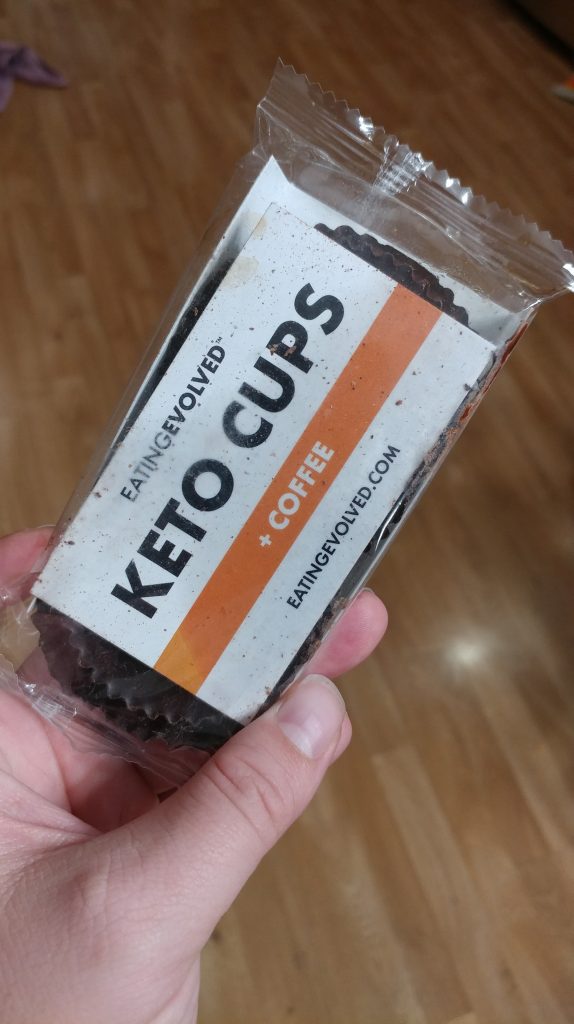 EATINGEVOLVED™
KETO CUPS
+ COFFEE
EATINGEVOLVED.COM